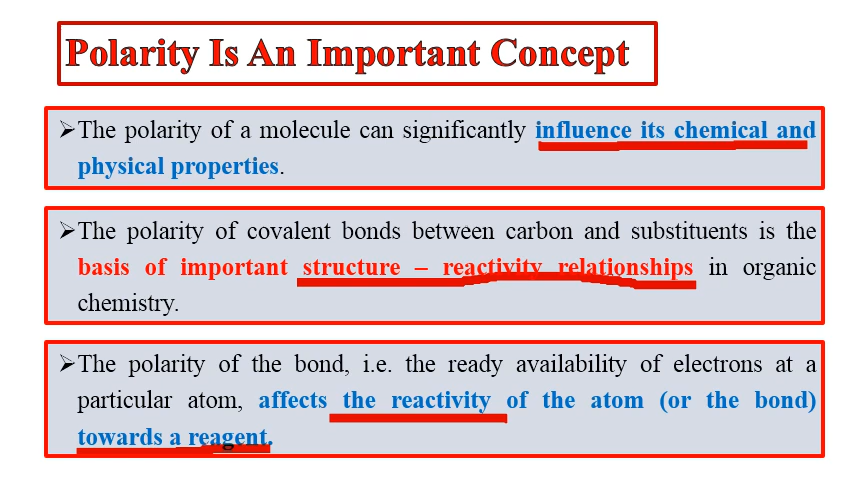 Polarity Is An Important Concept
➢The polarity of a molecule can significantly influence its chemical and
physical properties.
➢The polarity of covalent bonds between carbon and substituents is the
basis of important structure – reactivity relationships in organic
chemistry.
➢The polarity of the bond, i.e. the ready availability of electrons at a
particular atom, affects the reactivity of the atom (or the bond)
towards a reagent.